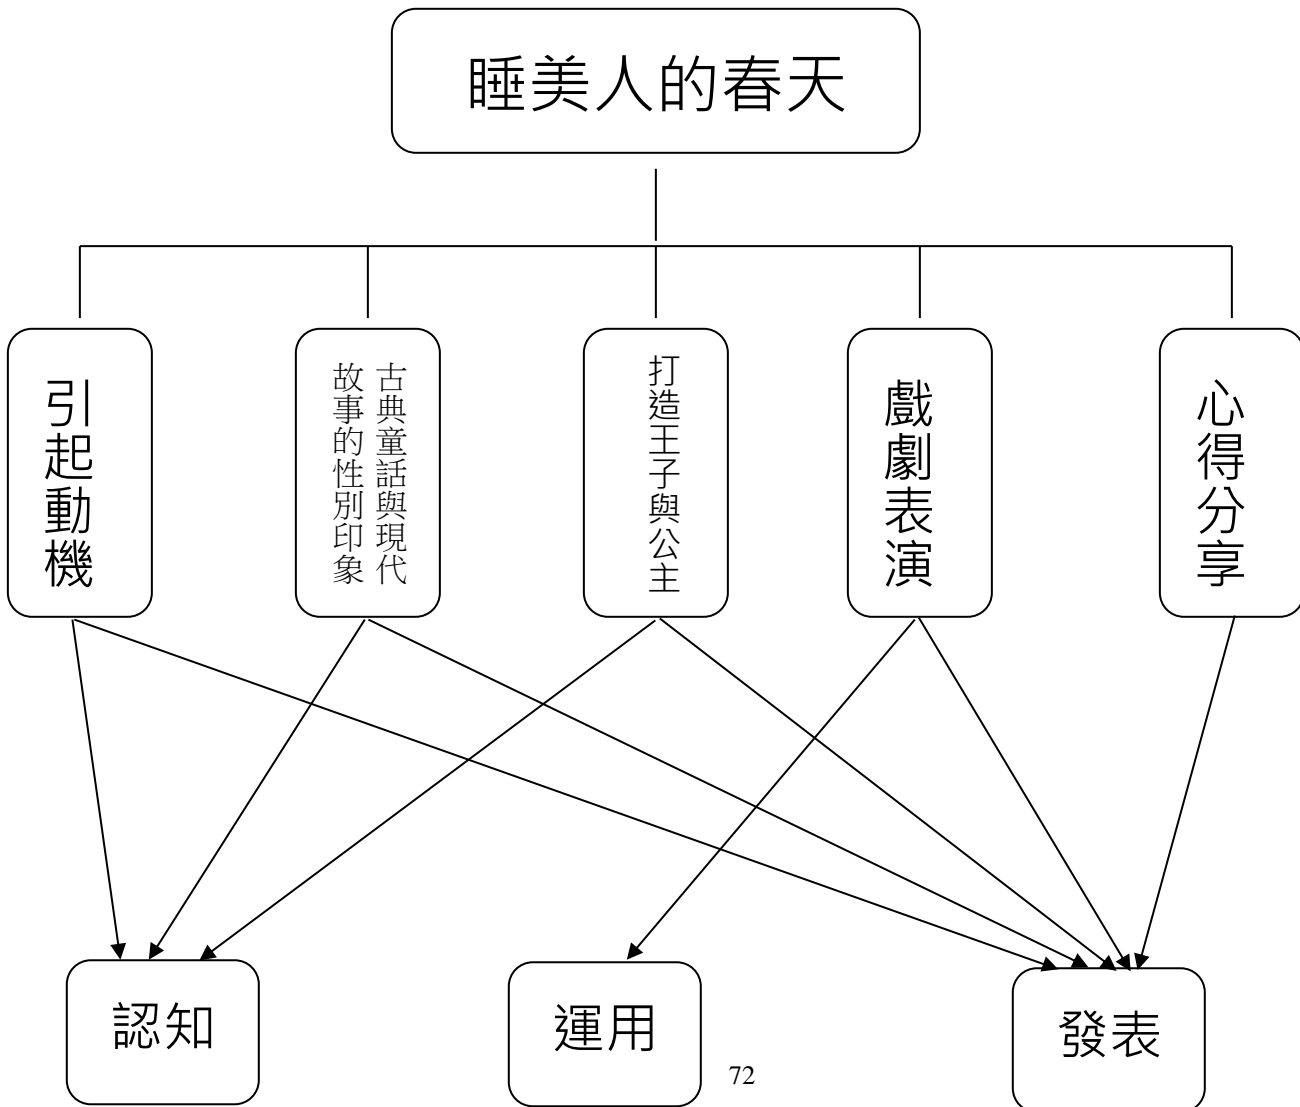 睡美人的春天
引起動機
古典童話與現代
故事的性別印象
打造王子與公主
戲劇表演
心得分享
認知
運用
發表
72